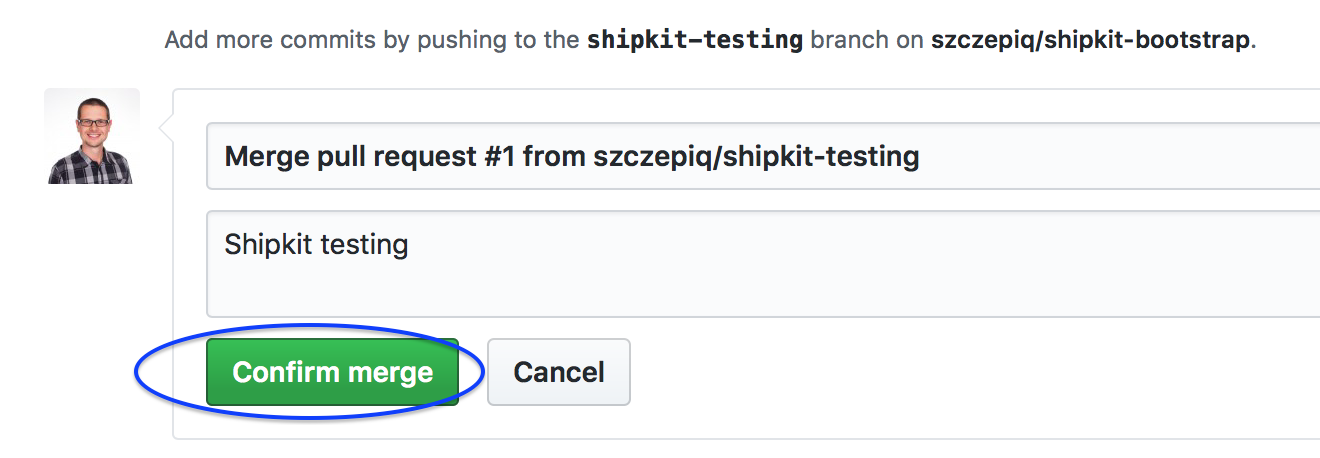 Add more commits by pushing to the shipkit-testing branch on szczepiq/shipkit-bootstrap.
Merge pull request #1 from szczepiq/shipkit-testing
Shipkit testing
Confirm merge Cancel